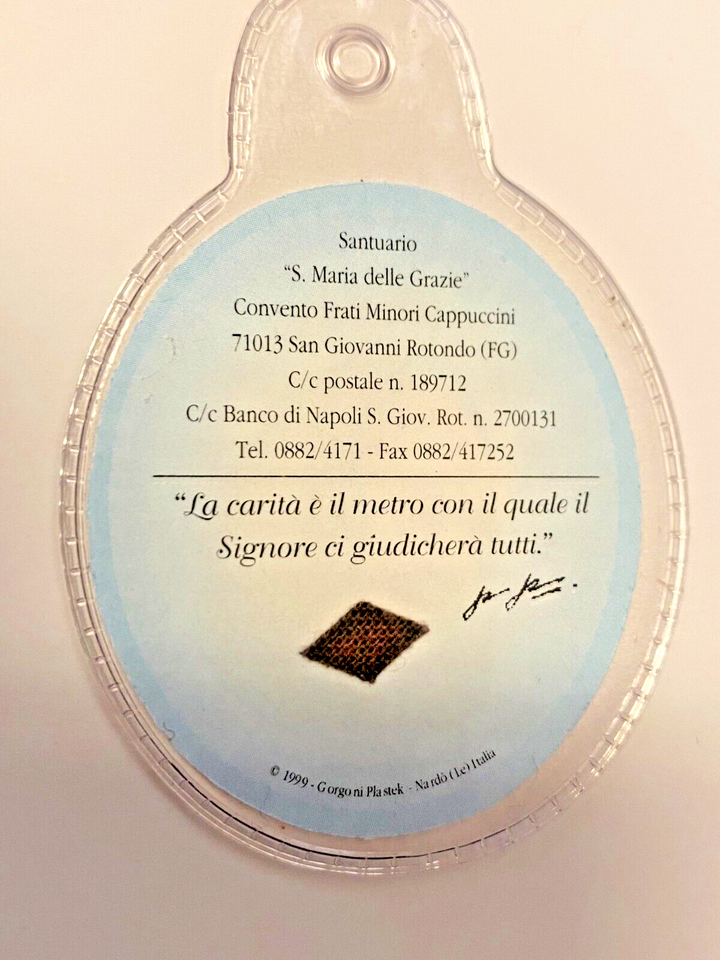 Santuario
“S. Maria delle Grazie”
Convento Frati Minori Cappuccini
71013 San Giovanni Rotondo (FG)
C/c postale n. 189712
C/c Banco di Napoli S. Giov. Rot. n. 2700131
Tel. 0882/4171 - Fax 0882/417252
“La carità è il metro con il quale il
Signore ci giudicherà tutti.”
© 1999 - Gorgoni Plastek - Nardò (Le) Italia